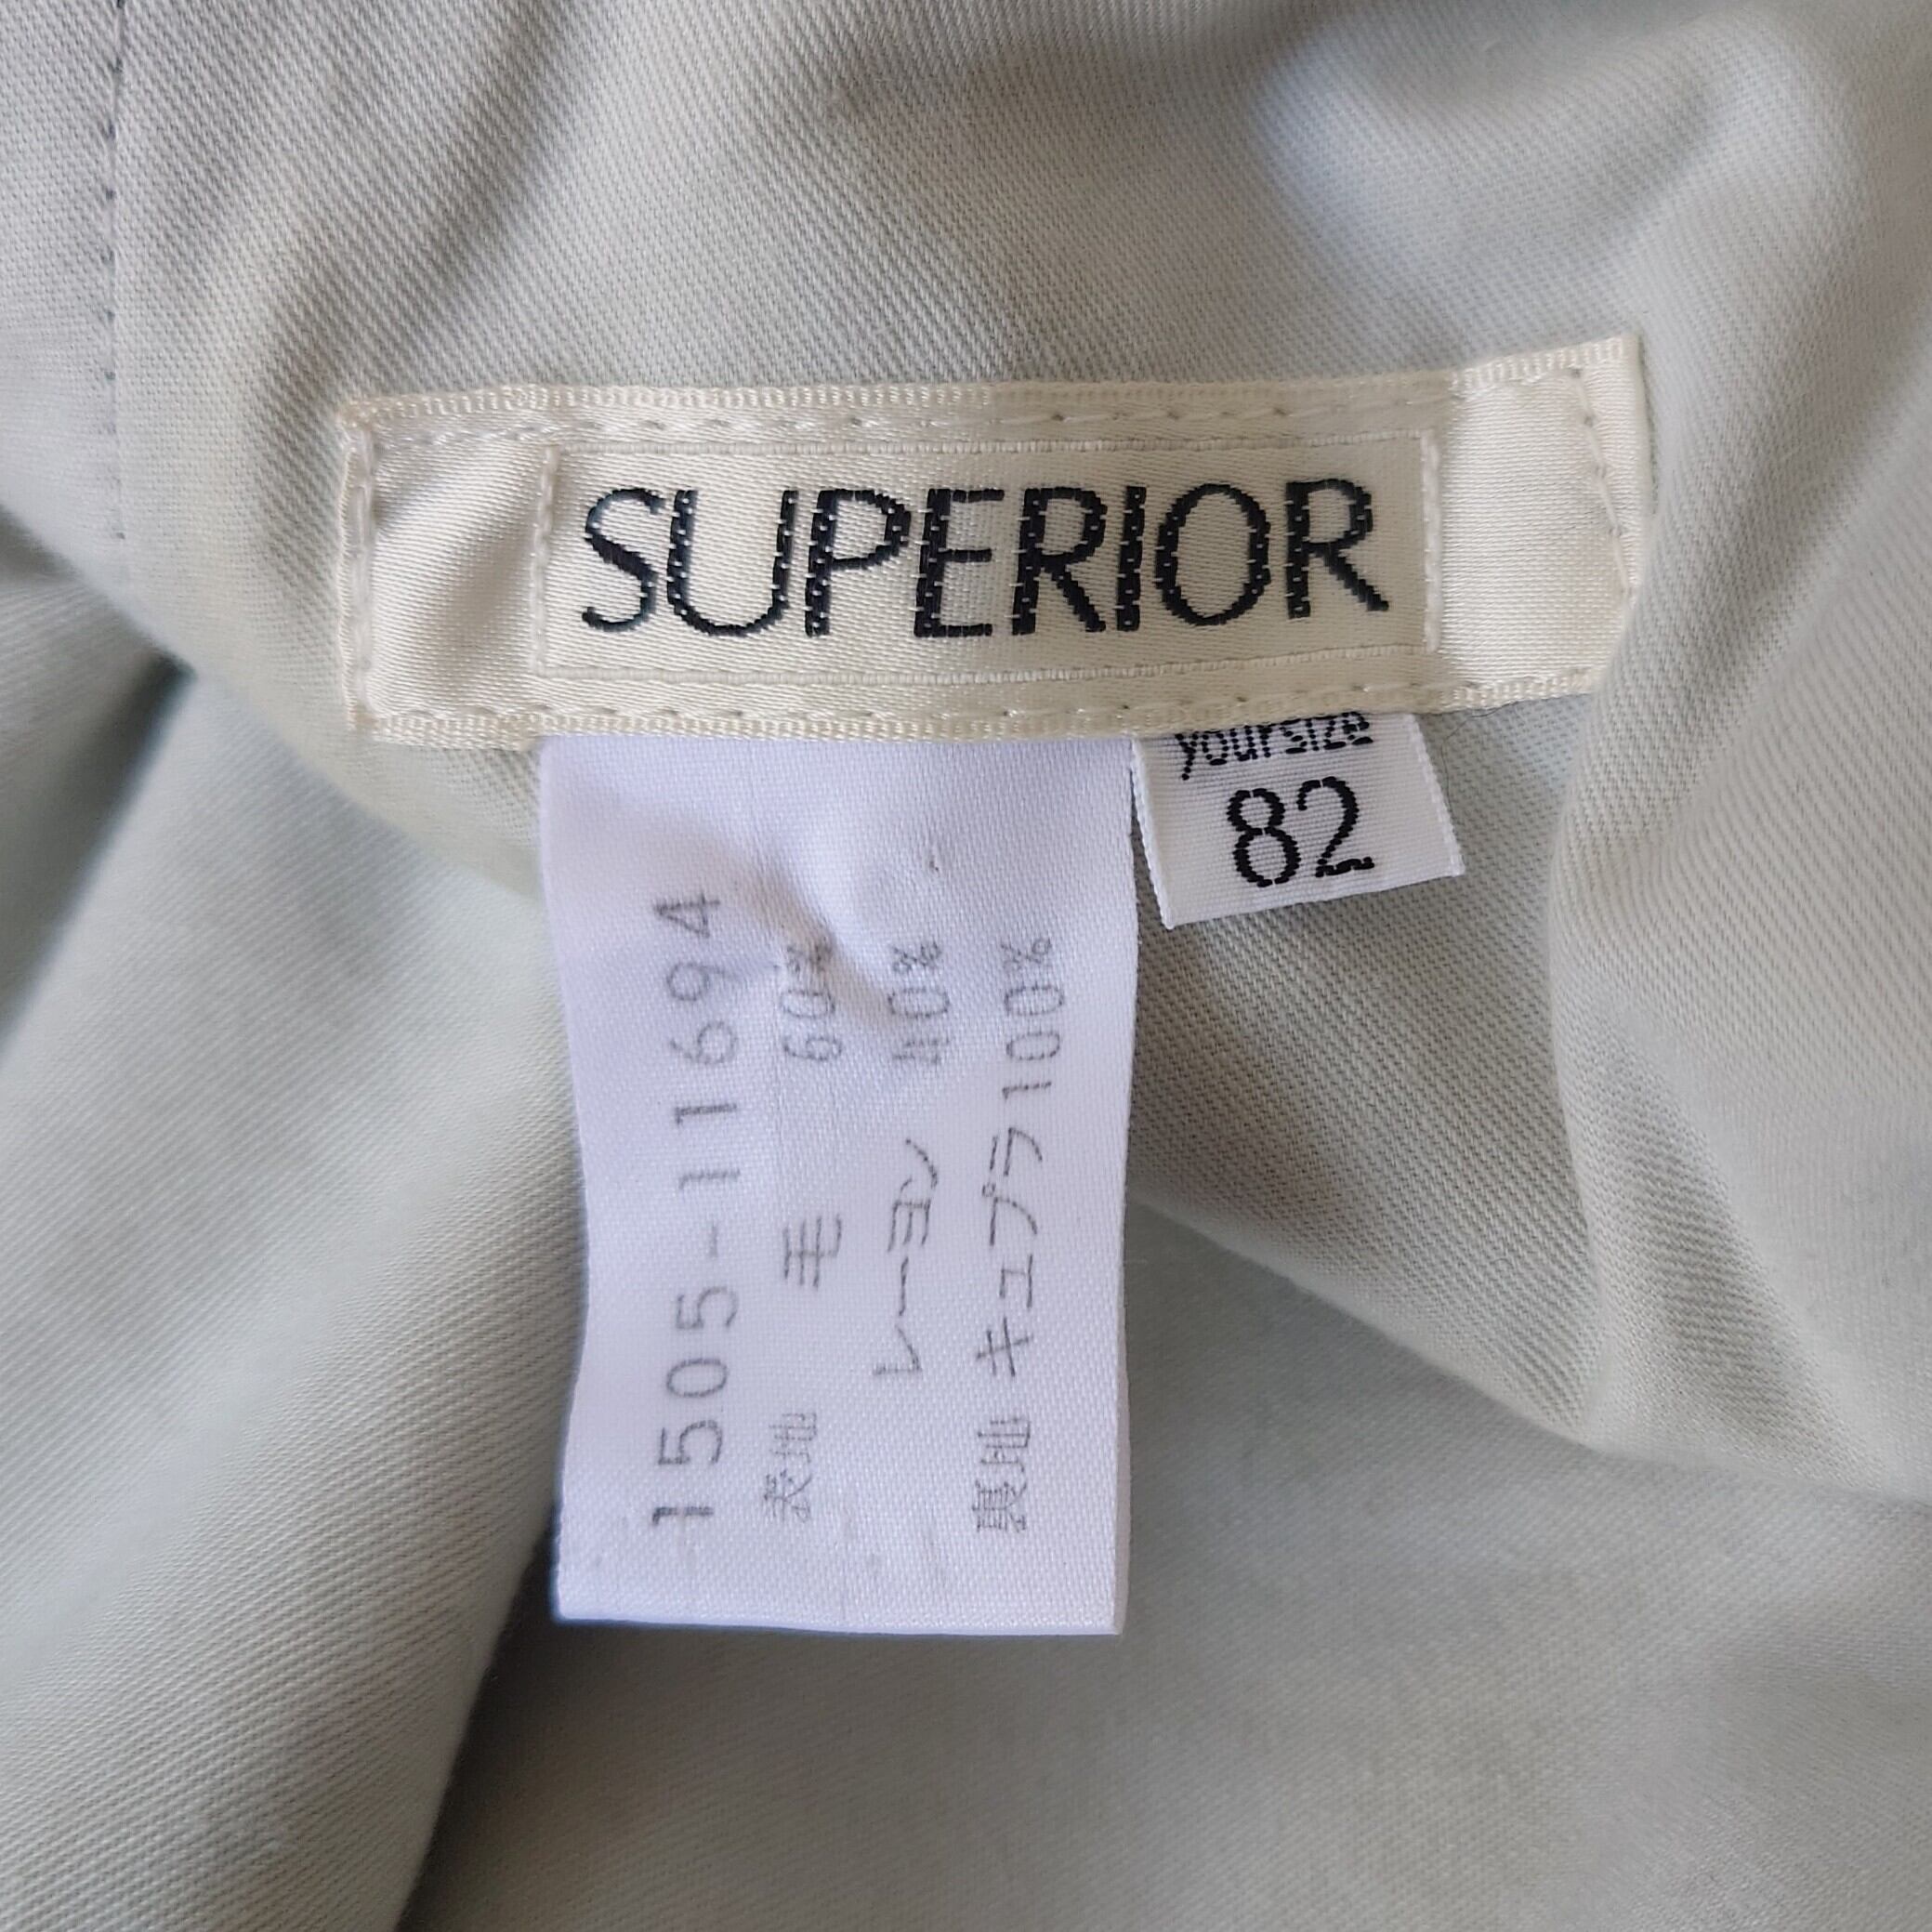 SUPERIOR
your size
82
1505-11694
表地 毛 60%
レーヨン 40%
裏地 キュプラ 100%